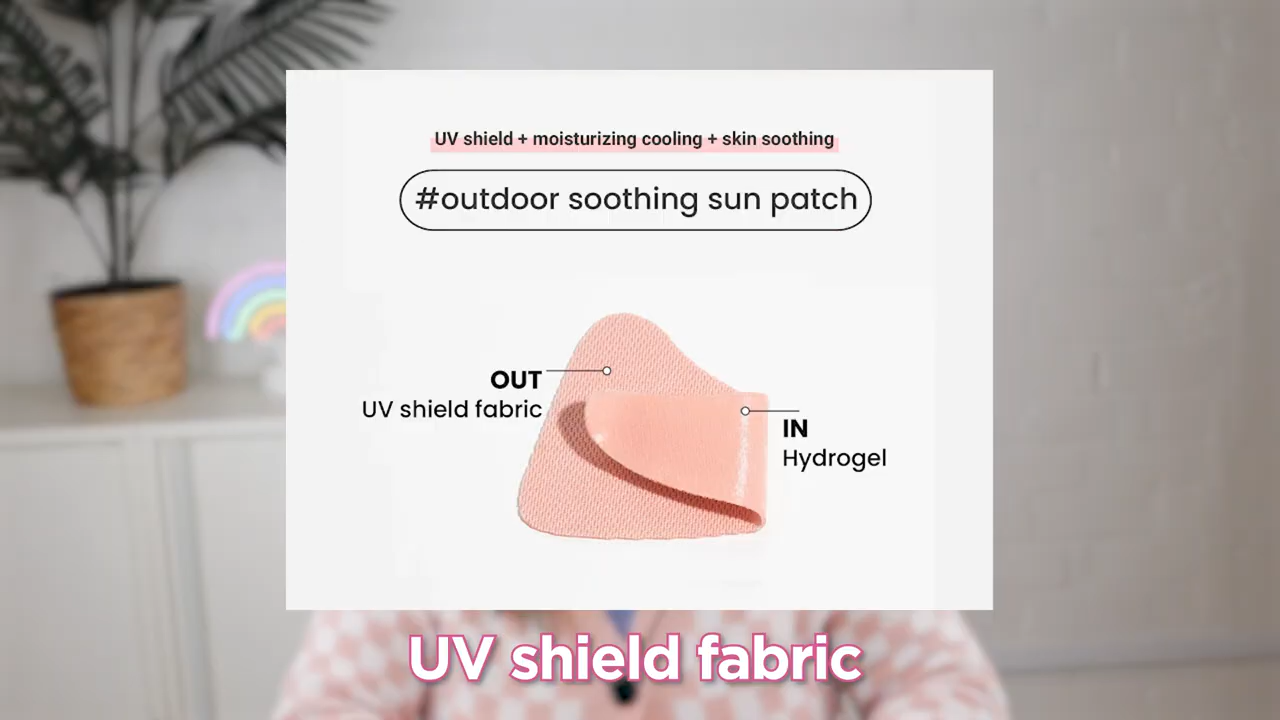 UV shield + moisturizing cooling + skin soothing
#outdoor soothing sun patch
OUT
UV shield fabric
IN
Hydrogel
UV shield fabric